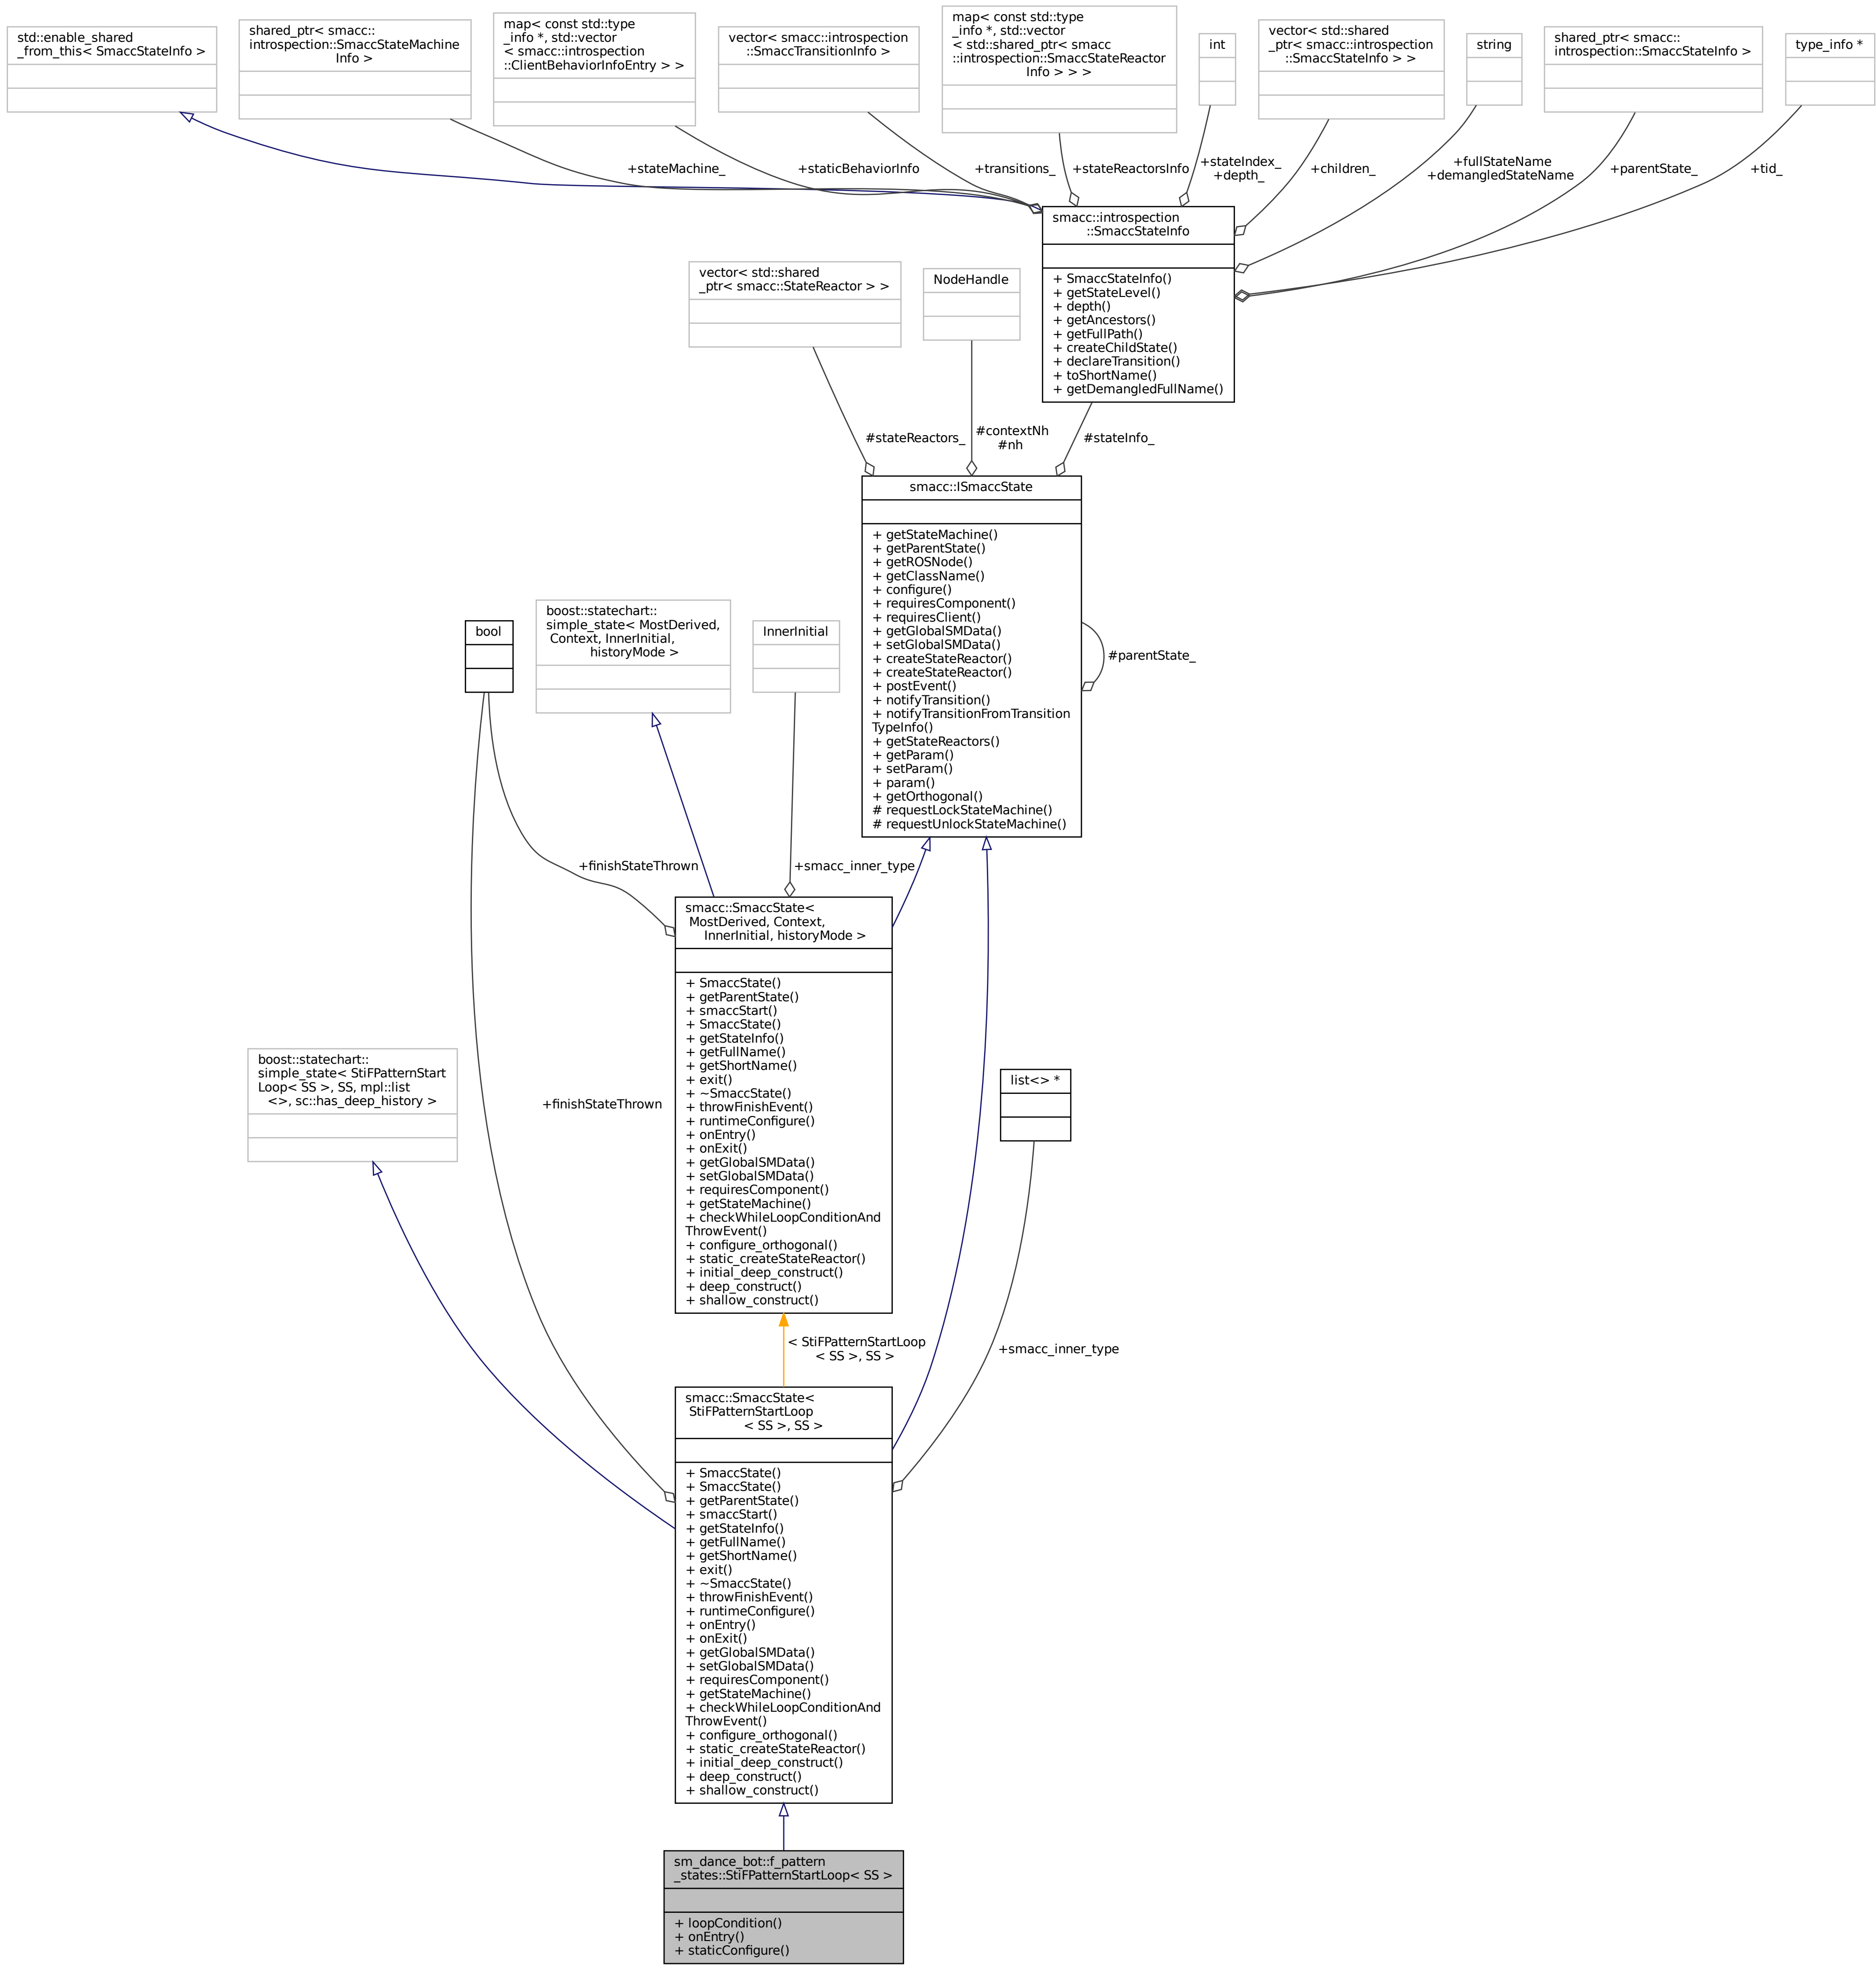 std::enable_shared
_from_this< SmaccStateInfo >
shared_ptr< smacc::
introspection::SmaccStateMachine
Info >
map< const std::type
_info *, std::vector
< smacc::introspection
::ClientBehaviorInfoEntry > >
vector< smacc::introspection
::SmaccTransitionInfo >
map< const std::type
_info *, std::vector
< std::shared_ptr< smacc
::introspection::SmaccStateReactor
Info > > >
int
vector< std::shared
_ptr< smacc::introspection
::SmaccStateInfo > >
string
shared_ptr< smacc::
introspection::SmaccStateInfo >
type_info *
+stateMachine_
+staticBehaviorInfo
+transitions_
+stateReactorsInfo
+stateIndex_
+depth_
+children_
+fullStateName
+demangledStateName
+parentState_
+tid_
smacc::introspection
::SmaccStateInfo
+ SmaccStateInfo()
+ getStateLevel()
+ depth()
+ getAncestors()
+ getFullPath()
+ createChildState()
+ declareTransition()
+ toShortName()
+ getDemangledFullName()
vector< std::shared
_ptr< smacc::StateReactor > >
NodeHandle
#stateReactors_
#contextNh
#nh
#stateInfo_
smacc::ISmaccState
+ getStateMachine()
+ getParentState()
+ getROSNode()
+ getClassName()
+ configure()
+ requiresComponent()
+ requiresClient()
+ getGlobalSMData()
+ setGlobalSMData()
+ createStateReactor()
+ createStateReactor()
+ postEvent()
+ notifyTransition()
+ notifyTransitionFromTransition
TypeInfo()
+ getStateReactors()
+ getParam()
+ setParam()
+ param()
+ getOrthogonal()
# requestLockStateMachine()
# requestUnlockStateMachine()
#parentState_
bool
boost::statechart::
simple_state< MostDerived,
Context, InnerInitial,
historyMode >
InnerInitial
+finishStateThrown
+smacc_inner_type
smacc::SmaccState<
MostDerived, Context,
InnerInitial, historyMode >
+ SmaccState()
+ getParentState()
+ smaccStart()
+ SmaccState()
+ getStateInfo()
+ getFullName()
+ getShortName()
+ exit()
+ ~SmaccState()
+ throwFinishEvent()
+ runtimeConfigure()
+ onEntry()
+ onExit()
+ getGlobalSMData()
+ setGlobalSMData()
+ requiresComponent()
+ getStateMachine()
+ checkWhileLoopConditionAnd
ThrowEvent()
+ configure_orthogonal()
+ static_createStateReactor()
+ initial_deep_construct()
+ deep_construct()
+ shallow_construct()
boost::statechart::
simple_state< StiFPatternStart
Loop< SS >, SS, mpl::list
<>, sc::has_deep_history >
+finishStateThrown
list<> *
< StiFPatternStartLoop
< SS >, SS >
+smacc_inner_type
smacc::SmaccState<
StiFPatternStartLoop
< SS >, SS >
+ SmaccState()
+ SmaccState()
+ getParentState()
+ smaccStart()
+ getStateInfo()
+ getFullName()
+ getShortName()
+ exit()
+ ~SmaccState()
+ throwFinishEvent()
+ runtimeConfigure()
+ onEntry()
+ onExit()
+ getGlobalSMData()
+ setGlobalSMData()
+ requiresComponent()
+ getStateMachine()
+ checkWhileLoopConditionAnd
ThrowEvent()
+ configure_orthogonal()
+ static_createStateReactor()
+ initial_deep_construct()
+ deep_construct()
+ shallow_construct()
sm_dance_bot::f_pattern
_states::StiFPatternStartLoop< SS >
+ loopCondition()
+ onEntry()
+ staticConfigure()